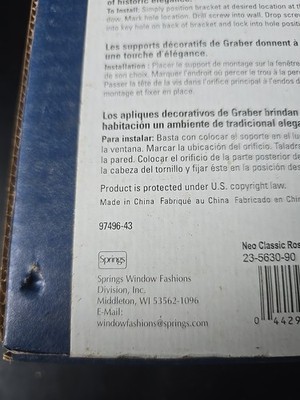 of historic elegance.
To Install: Simply position bracket at desired location at th
dow. Mark hole location. Drill screw into wall. Drop screw
into key hole on back of bracket and lock into hole positi
Les supports décoratifs de Graber donnent à
une touche d'élégance.
Installation: Placer le support de montage sur la fenêtre
de son choix. Marquer l'endroit où percer le trou à la per
Passer la tête de la vis dans l'orifice principal à l'endos d
montage et fixer en place.
Los apliques decorativos de Graber brindan
habitación un ambiente de tradicional elega
Para instalar: Basta con colocar el soporte en el lu
la ventana. Marcar la ubicación del orificio. Taladra
la pared. Colocar el orificio de la parte posterior de
la cabeza del tornillo y fijar éste en la posición des
Product is protected under U.S. copyright law.
Made in China Fabriqué au China Fabricado en Chi
97496-43
Springs
Neo Classic Ros
23-5630-90
Springs Window Fashions
Division, Inc.
Middleton, WI 53562-1096
E-Mail:
windowfashions@springs.com
0 4429